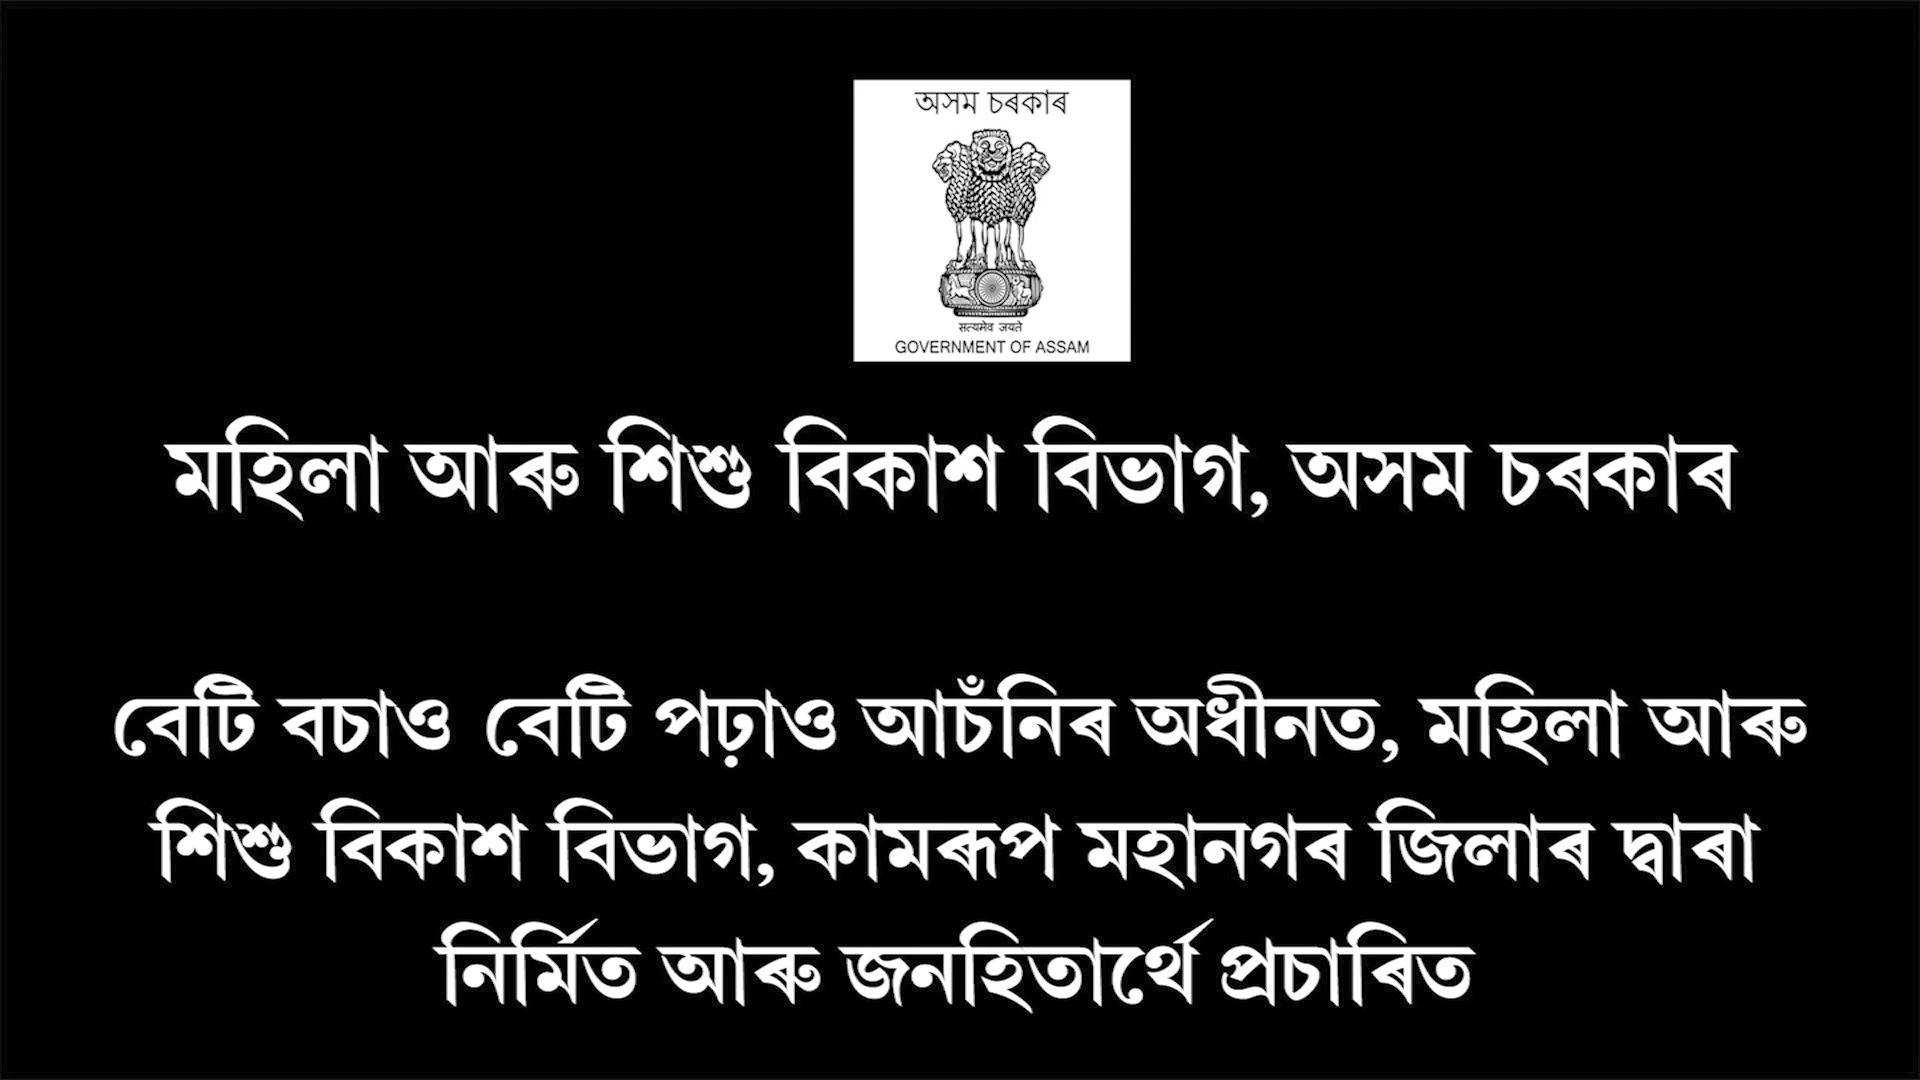 অসম চৰকাৰ
सत्यमेव जयते
GOVERNMENT OF ASSAM
মহিলা আৰু শিশু বিকাশ বিভাগ, অসম চৰকাৰ
বেটি বচাও বেটি পঢ়াও আচঁনিৰ অধীনত, মহিলা আৰু
শিশু বিকাশ বিভাগ, কামৰূপ মহানগৰ জিলাৰ দ্বাৰা
নিৰ্মিত আৰু জনহিতাৰ্থে প্ৰচাৰিত